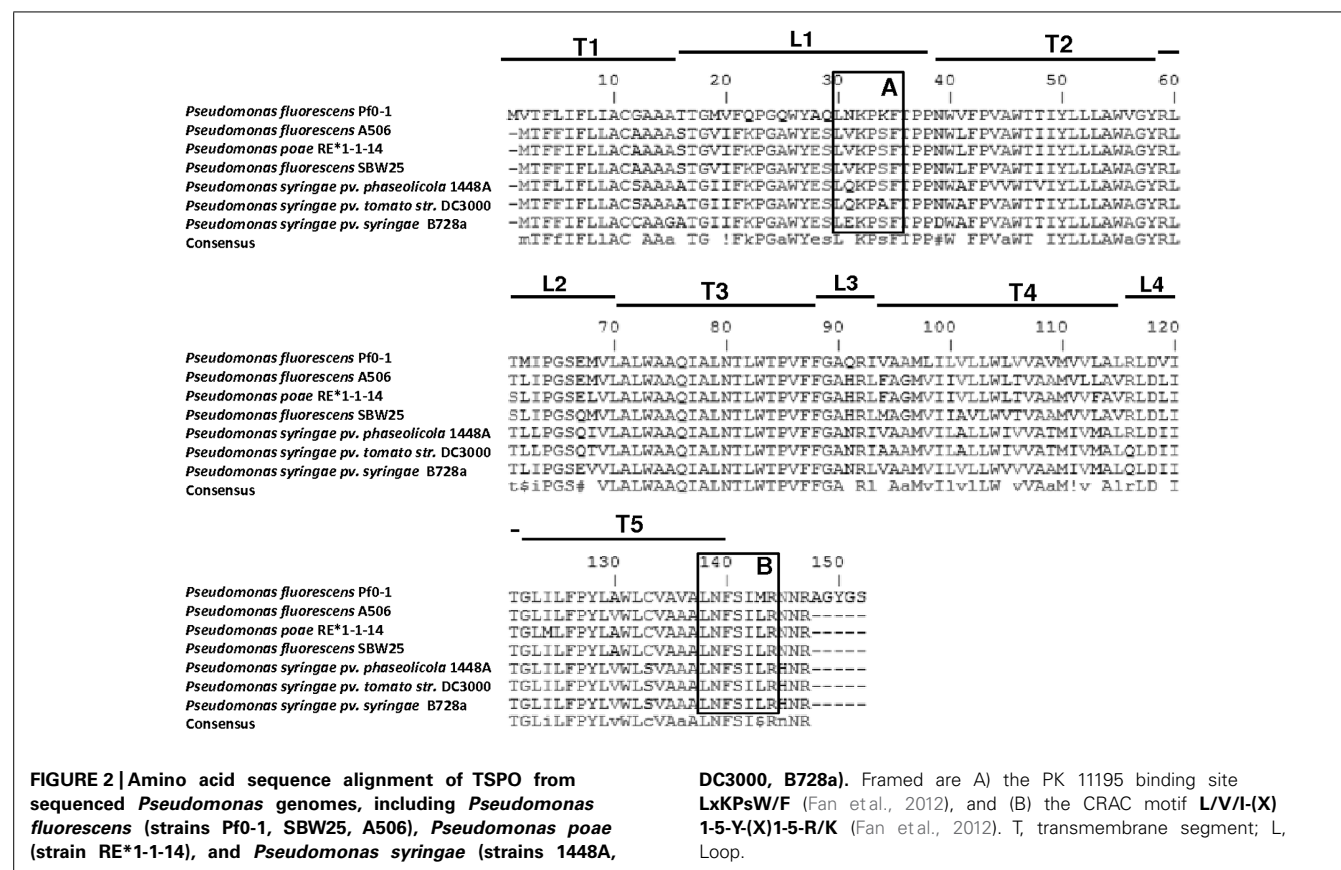 T1 L1 T2
10 20 30 A 40 50 60
Pseudomonas fluorescens Pf0-1 MVTFLIFLIACGAAATTGMVFQPGQWYAQLNKPKFTPPNWVFPVAWTTIYLLLAWVGYRL
Pseudomonas fluorescens A506 -MTFFIFLLACAAAASTGVIFKPGAWYESLVKPSFTPPNWLFPVAWTIIYLLLAWAGYRL
Pseudomonas poae RE*1-1-14 -MTFFIFLLACAAAASTGVIFKPGAWYESLVKPSFTPPNWLFPVAWTIIYLLLAWAGYRL
Pseudomonas fluorescens SBW25 -MTFFIFLLACAAAASTGVIFKPGAWYESLVKPSFTPPNWLFPVAWTIIYLLLAWAGYRL
Pseudomonas syringae pv. phaseolicola 1448A -MTFLIFLIACSAAAATGIIFKPGAWYESLQKPSFTPPNWAFPVVWTVIYLLLAWAGYRL
Pseudomonas syringae pv. tomato str. DC3000 -MTFFIFLIACSAAAATGIIFKPGAWYESLQKPAFTPPNWAFPVAWTTIYLLLAWAGYRL
Pseudomonas syringae pv. syringae B728a -MTFFIFLIACCAAGATGIIFKPGAWYESLEKPSFTPPDWAFPVAWTIIYLLLAWAGYRL
Consensus mTFfIFLlAC AAa TG !FkPGaWYesL KPsFIPP#W FPVaWT IYLLLAWaGYRL
L2 T3 L3 T4 L4
70 80 90 100 110 120
Pseudomonas fluorescens Pf0-1 TMIPGSEMVLALWAAQIALNTLWTPVFFGAQRIVAAMLILVLLWLVVAVMVVLALRLDVI
Pseudomonas fluorescens A506 TLIPGSEMVLALWAAQIALNTLWTPVFFGAHRLFAGMVIIVLLWLTVAAMVLLAVRLDLI
Pseudomonas poae RE*1-1-14 SLIPGSELVLALWAAQIALNTLWTPVFFGAHRLFAGMVIIVLLWLTVAAMVVFAVRLDLI
Pseudomonas fluorescens SBW25 SLIPGSQMVLALWAAQIALNTLWTPVFFGAHRLMAGMVIIAVLWVTVAAMVVLAVRLDLI
Pseudomonas syringae pv. phaseolicola 1448A TLLPGSQIVLALWAAQIALNTLWTPVFFGANRIVAAMVILALLWIVVATMIVMALRLDII
Pseudomonas syringae pv. tomato str. DC3000 TLLPGSQTVLALWAAQIALNTLWTPVFFGANRIAAAMVILALLWIVVATMIVMALQLDII
Pseudomonas syringae pv. syringae B728a TLIPGSEVVLALWAAQIALNTLWTPVFFGANRLVAAMVILVLLWVVVAAMIVMALQLDII
Consensus t$iPGS# VLALWAAQIALNTLWTPVFFGA Rl AaMvIlvlLW vVAaM!v AlrLD I
T5
130 140 B 150
Pseudomonas fluorescens Pf0-1 TGLILFPYLAWLCVAVALNFSIMRNNRAGYGS
Pseudomonas fluorescens A506 TGLILFPYLVWLCVAAALNFSILRNNR-----
Pseudomonas poae RE*1-1-14 TGLMLFPYLAWLCVAAALNFSILRNNR-----
Pseudomonas fluorescens SBW25 TGLILFPYLAWLCVAAALNFSILRNNR-----
Pseudomonas syringae pv. phaseolicola 1448A TGLILFPYLVWLSVAAALNFSILRHNR-----
Pseudomonas syringae pv. tomato str. DC3000 TGLILFPYLVWLSVAAALNFSILRHNR-----
Pseudomonas syringae pv. syringae B728a TGLILFPYLVWLSVAAALNFSILRHNR-----
Consensus TGLiLFPYLvWLcVAaALNFSI$RnNR
FIGURE 2 | Amino acid sequence alignment of TSPO from
sequenced Pseudomonas genomes, including Pseudomonas
fluorescens (strains Pf0-1, SBW25, A506), Pseudomonas poae
(strain RE*1-1-14), and Pseudomonas syringae (strains 1448A,
DC3000, B728a). Framed are A) the PK 11195 binding site
LxKPsW/F (Fan et al., 2012), and (B) the CRAC motif L/V/I-(X)
1-5-Y-(X)1-5-R/K (Fan et al., 2012). T, transmembrane segment; L,
Loop.